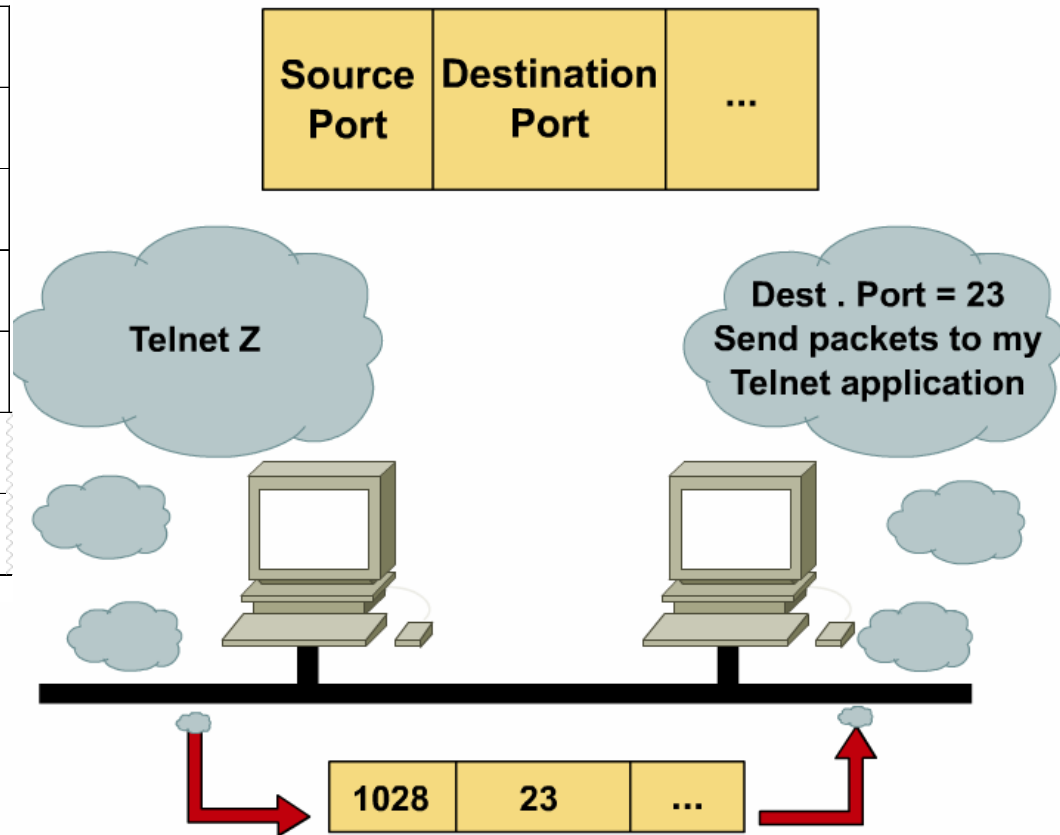 Source Port
Destination Port
...
Telnet Z
Dest . Port = 23
Send packets to my
Telnet application
1028
23
...